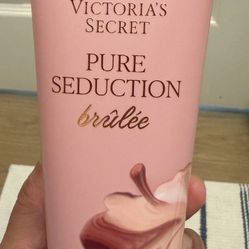 VICTORIA'S
SECRET
PURE
SEDUCTION
brûlée